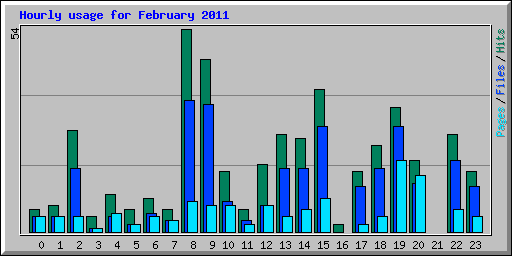 Hourly usage for February 2011
54
Pages/Files/Hits
0 1 2 3 4 5 6 7 8 9 10 11 12 13 14 15 16 17 18 19 20 21 22 23